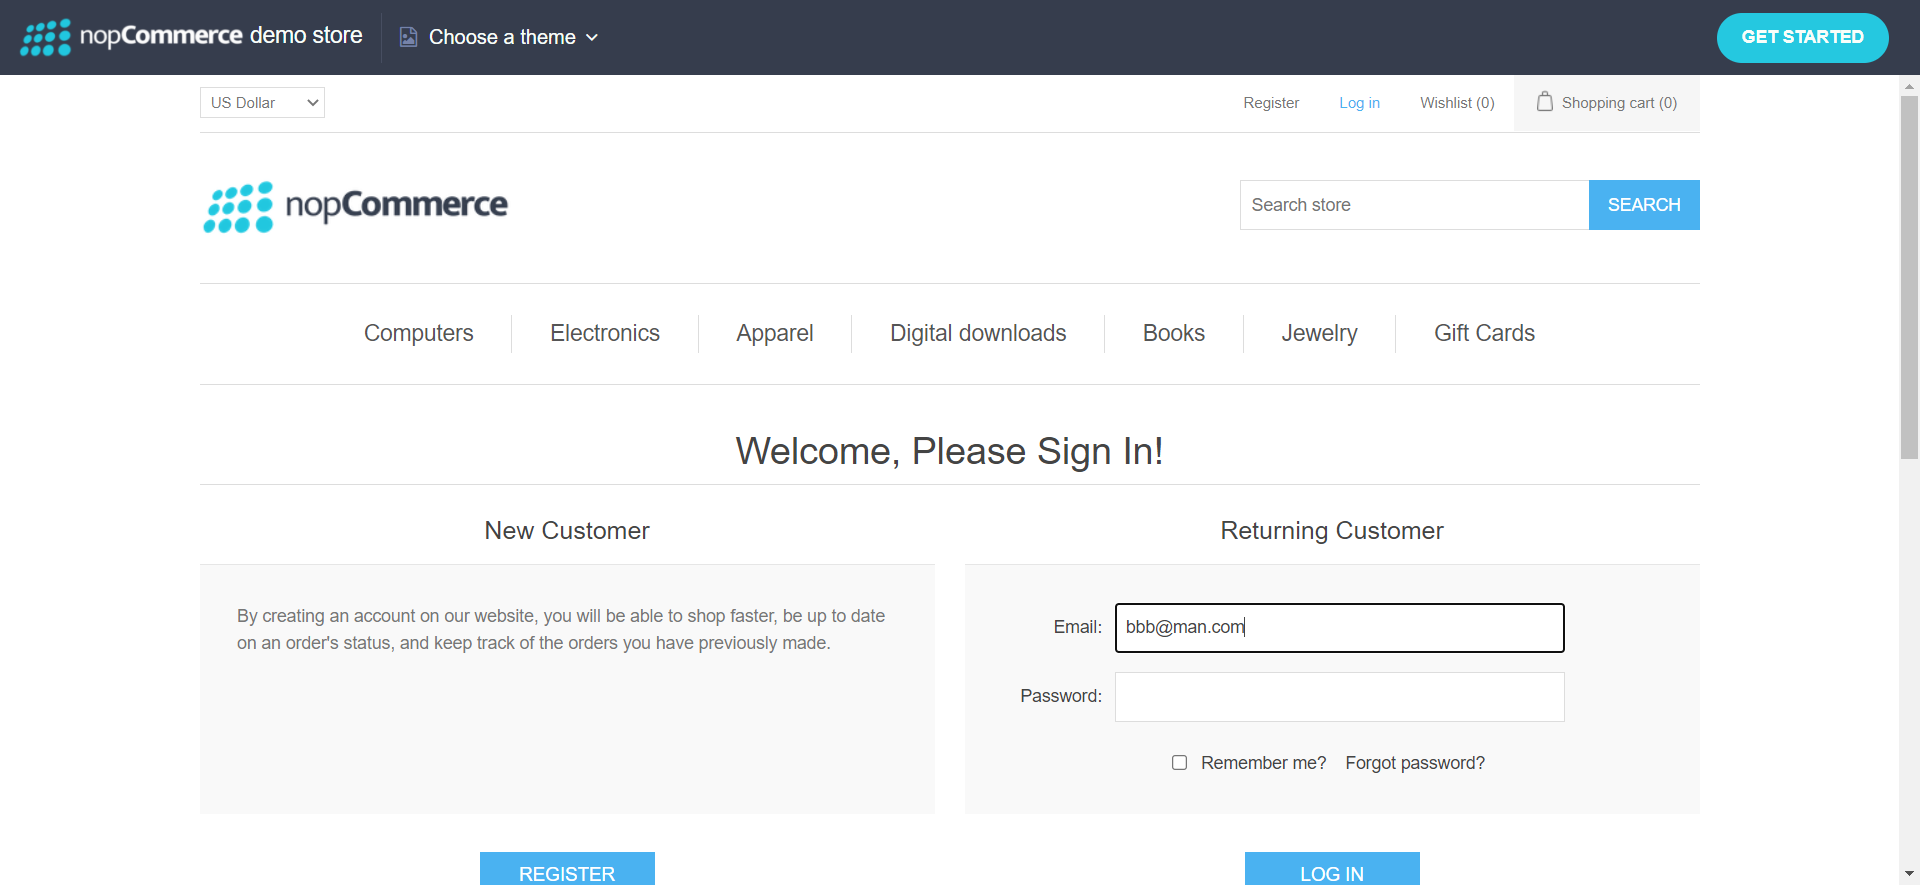 nopCommerce demo store
Choose a theme
GET STARTED
US Dollar
Register
Log in
Wishlist (0)
Shopping cart (0)
nopCommerce
Search store
SEARCH
Computers
Electronics
Apparel
Digital downloads
Books
Jewelry
Gift Cards
Welcome, Please Sign In!
New Customer
By creating an account on our website, you will be able to shop faster, be up to date
on an order's status, and keep track of the orders you have previously made.
REGISTER
Returning Customer
Email: bbb@man.com
Password:
Remember me? Forgot password?
LOG IN